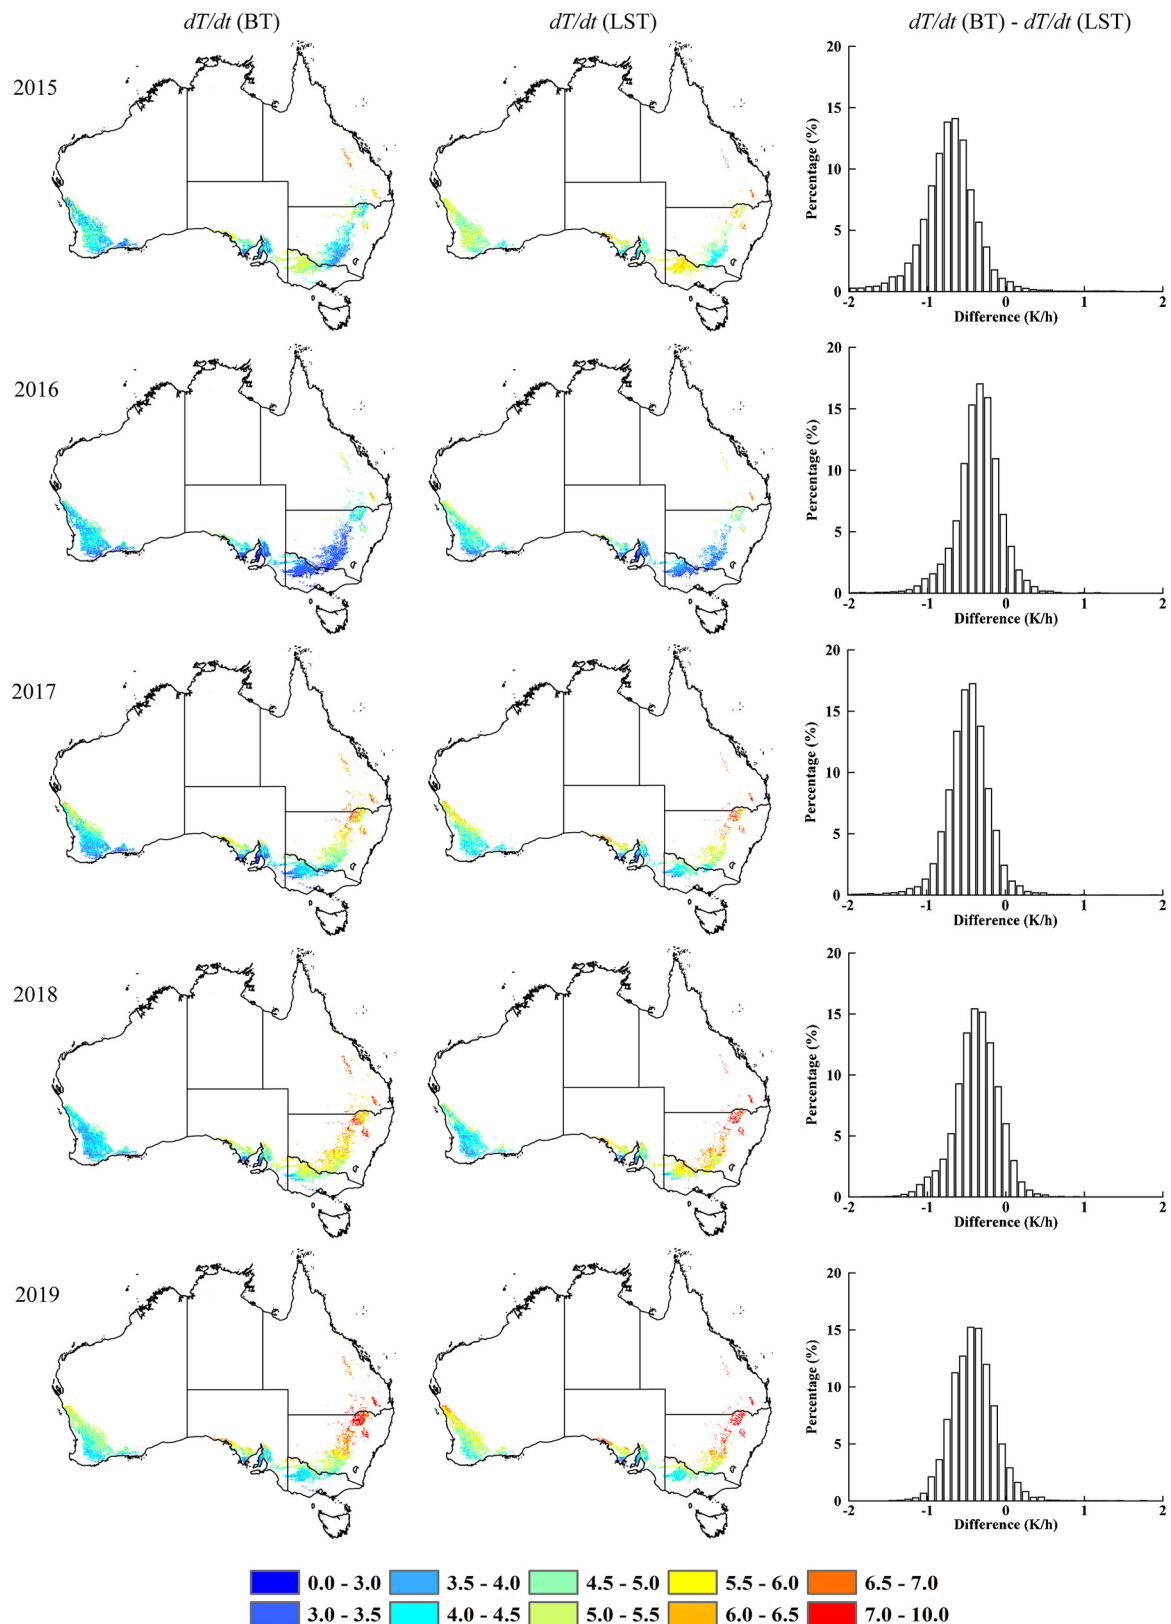 dT/dt (BT) dT/dt (LST) dT/dt (BT) - dT/dt (LST)
2015
20
15
10
5
0
Percentage (%)
-2 -1 0 1 2
Difference (K/h)
2016
20
15
10
5
0
Percentage (%)
-2 -1 0 1 2
Difference (K/h)
2017
20
15
10
5
0
Percentage (%)
-2 -1 0 1 2
Difference (K/h)
2018
20
15
10
5
0
Percentage (%)
-2 -1 0 1 2
Difference (K/h)
2019
20
15
10
5
0
Percentage (%)
-2 -1 0 1 2
Difference (K/h)
0.0 - 3.0 3.5 - 4.0 4.5 - 5.0 5.5 - 6.0 6.5 - 7.0
3.0 - 3.5 4.0 - 4.5 5.0 - 5.5 6.0 - 6.5 7.0 - 10.0